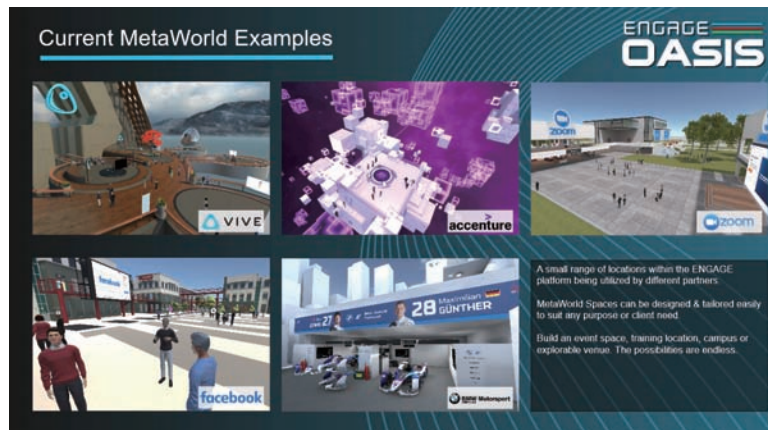 Current MetaWorld Examples
ENGAGE
OASIS
VIVE
accenture
zoom
zoom
facebook
facebook
27
28 Maximilian
GÜNTHER
BMW Motorsport
A small range of locations within the ENGAGE
platform being utilized by different partners.
MetaWorld Spaces can be designed & tailored easily
to suit any purpose or client need.
Build an event space, training location, campus or
explorable venue. The possibilities are endless.